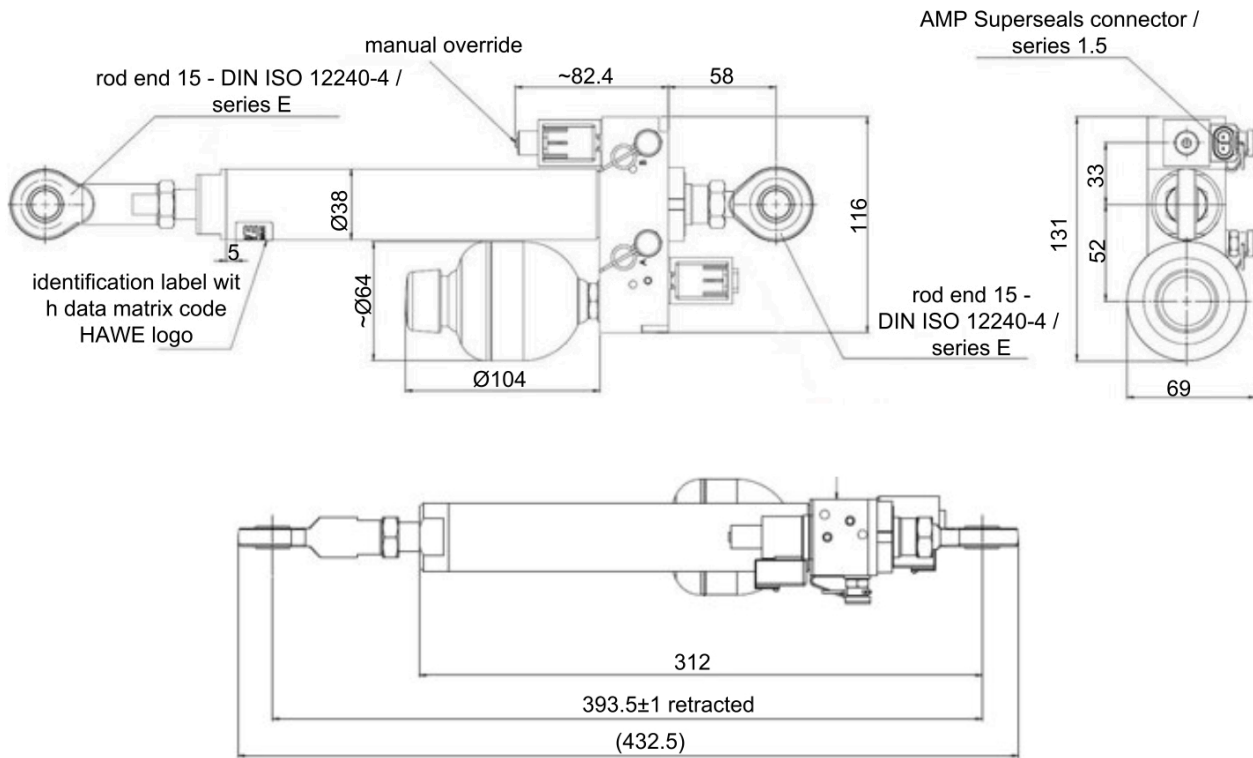 AMP Superseals connector /
series 1.5
manual override
rod end 15 - DIN ISO 12240-4 /
series E
~82.4
58
Ø38
116
131
33
52
5
identification label wit
h data matrix code
HAWE logo
~Ø64
rod end 15 -
DIN ISO 12240-4 /
series E
Ø104
69
312
393.5±1 retracted
(432.5)